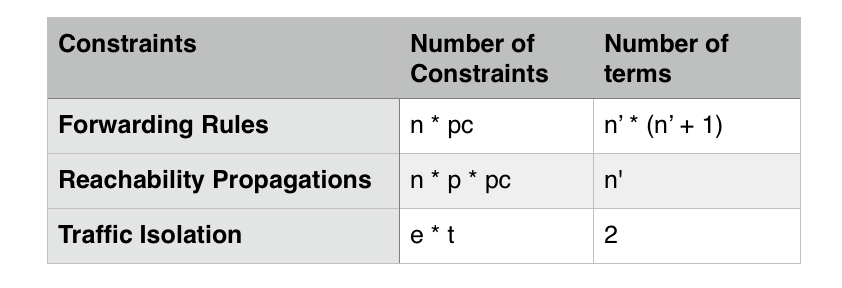 Constraints
Number of Constraints
Number of terms
Forwarding Rules
n * pc
n’ * (n’ + 1)
Reachability Propagations
n * p * pc
n'
Traffic Isolation
e * t
2